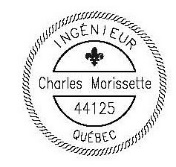 INGÉNIEUR
Charles Morissette
44125
QUÉBEC